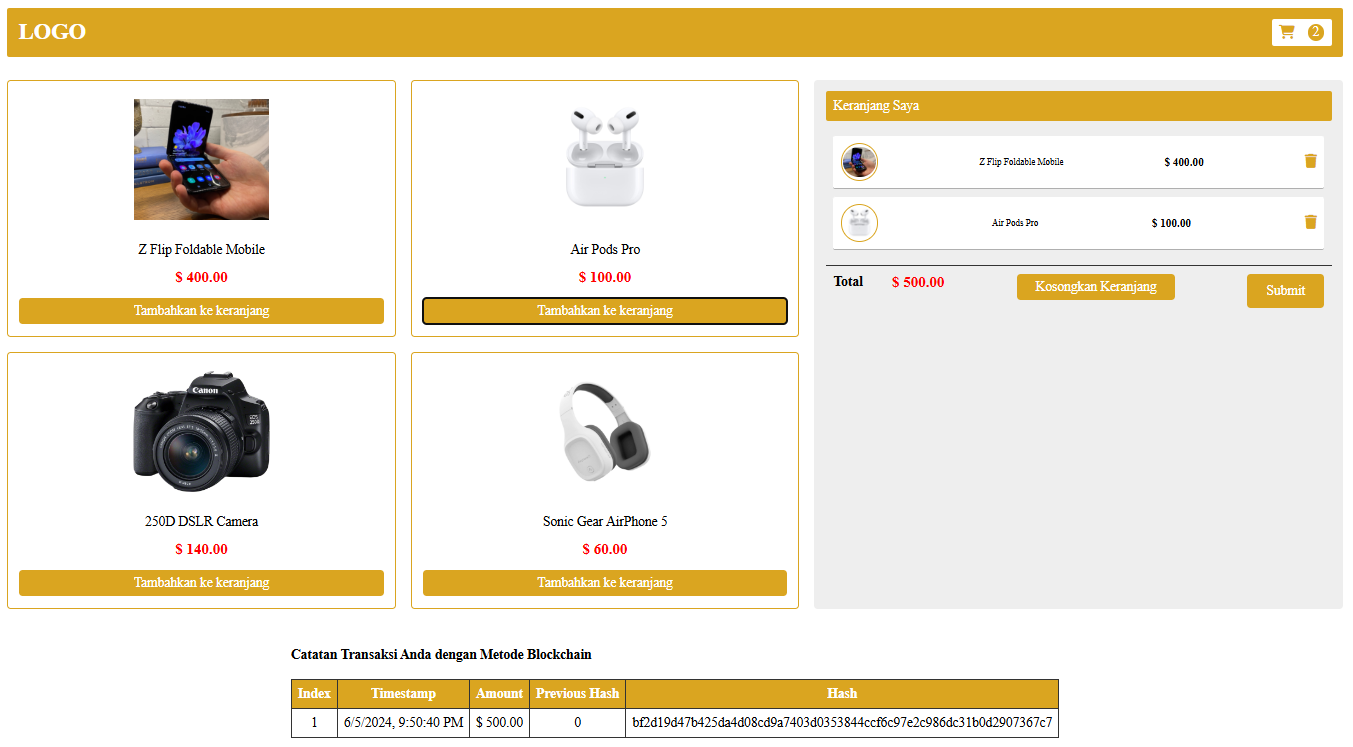 LOGO
2
Z Flip Foldable Mobile
$ 400.00
Tambahkan ke keranjang
Air Pods Pro
$ 100.00
Tambahkan ke keranjang
Canon
EOS
250D
250D DSLR Camera
$ 140.00
Tambahkan ke keranjang
Sonic Gear AirPhone 5
$ 60.00
Tambahkan ke keranjang
Keranjang Saya
Z Flip Foldable Mobile $ 400.00
Air Pods Pro $ 100.00
Total $ 500.00 Kosongkan Keranjang Submit
Catatan Transaksi Anda dengan Metode Blockchain
Index Timestamp Amount Previous Hash Hash
1 6/5/2024, 9:50:40 PM $ 500.00 0 bf2d19d47b425da4d08cd9a7403d0353844ccf6c97e2c986dc31b0d2907367c7